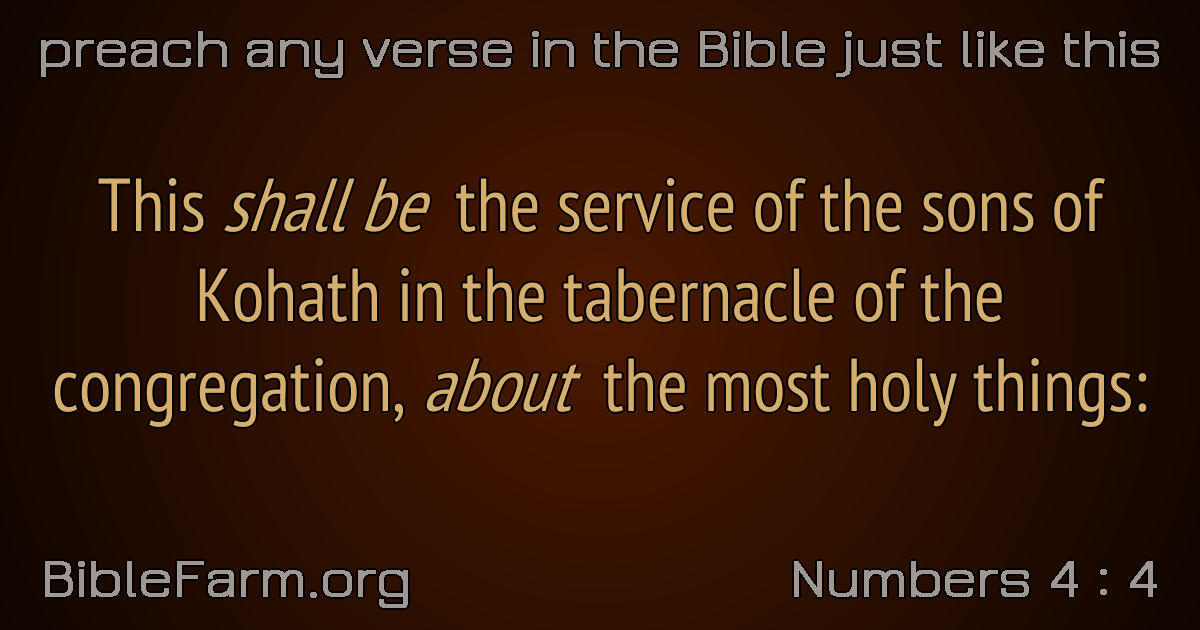 preach any verse in the Bible just like this
This shall be the service of the sons of
Kohath in the tabernacle of the
congregation, about the most holy things:
BibleFarm.org
Numbers 4 : 4